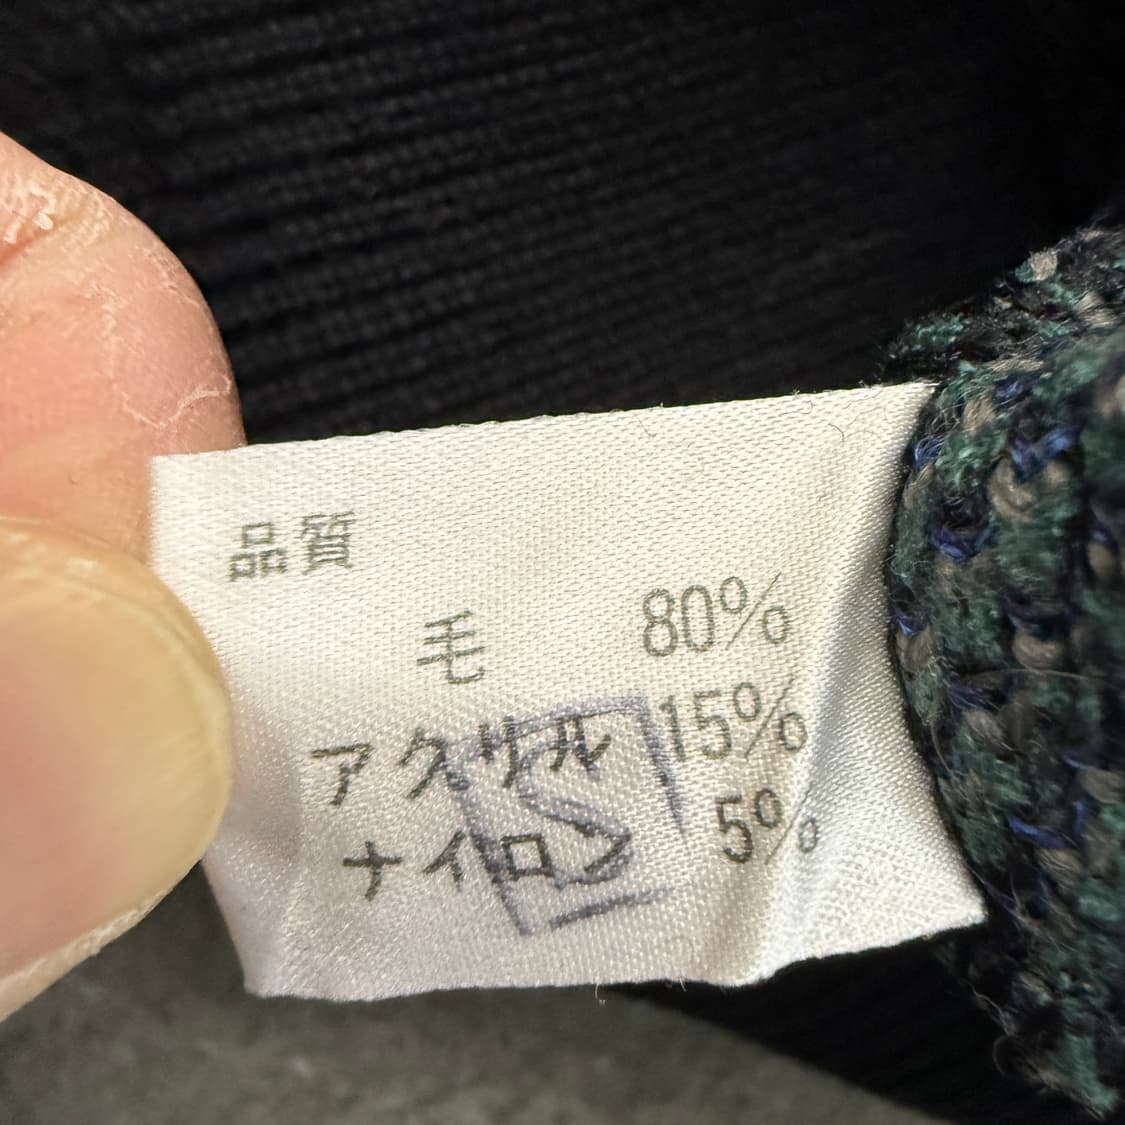 品質
毛 80%
アクリル 15%
ナイロン 5%
S